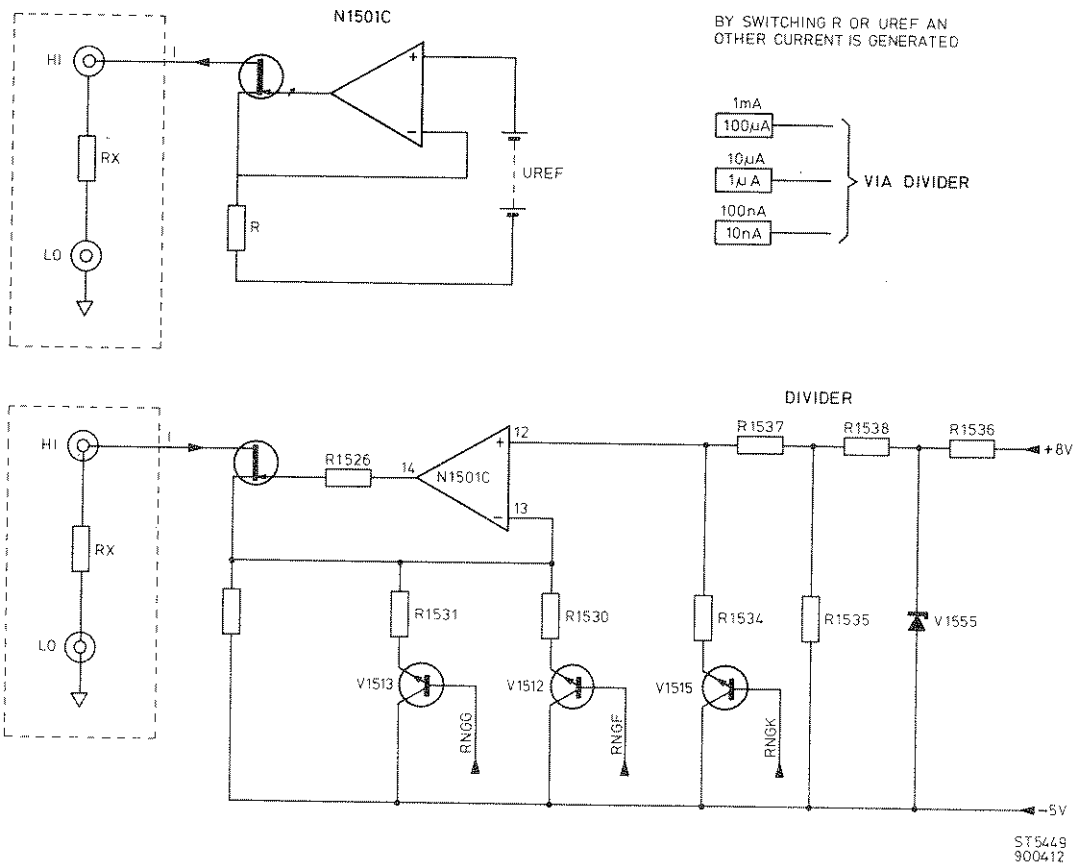 N1501C
BY SWITCHING R OR UREF AN
OTHER CURRENT IS GENERATED
HI
I
RX
LO
R
+
−
UREF
1mA
100µA
10µA
1µA
100nA
10nA
VIA DIVIDER
DIVIDER
HI
I
RX
LO
R1526
14
N1501C
+
−
12
13
R1537
R1538
R1536
+8V
R1531
R1530
R1534
R1535
V1555
V1513
V1512
V1515
RNGG
RNGF
RNGK
−5V
ST5449
900412